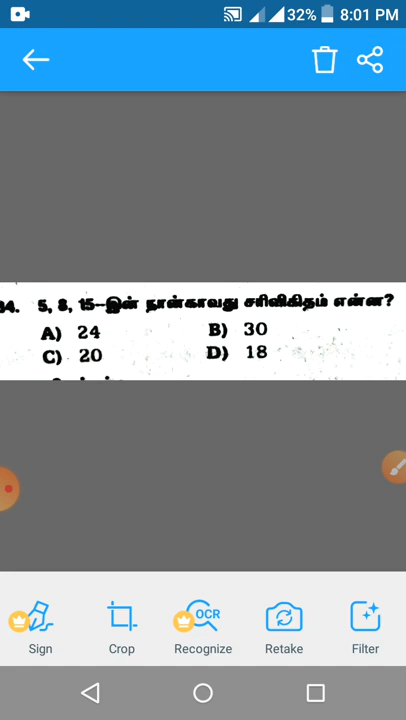 32% 8:01 PM
34. 5, 8, 15-இன் நான்காவது சரிவிகிதம் என்ன?
A) 24 B) 30
C) 20 D) 18
OCR
Sign Crop Recognize Retake Filter